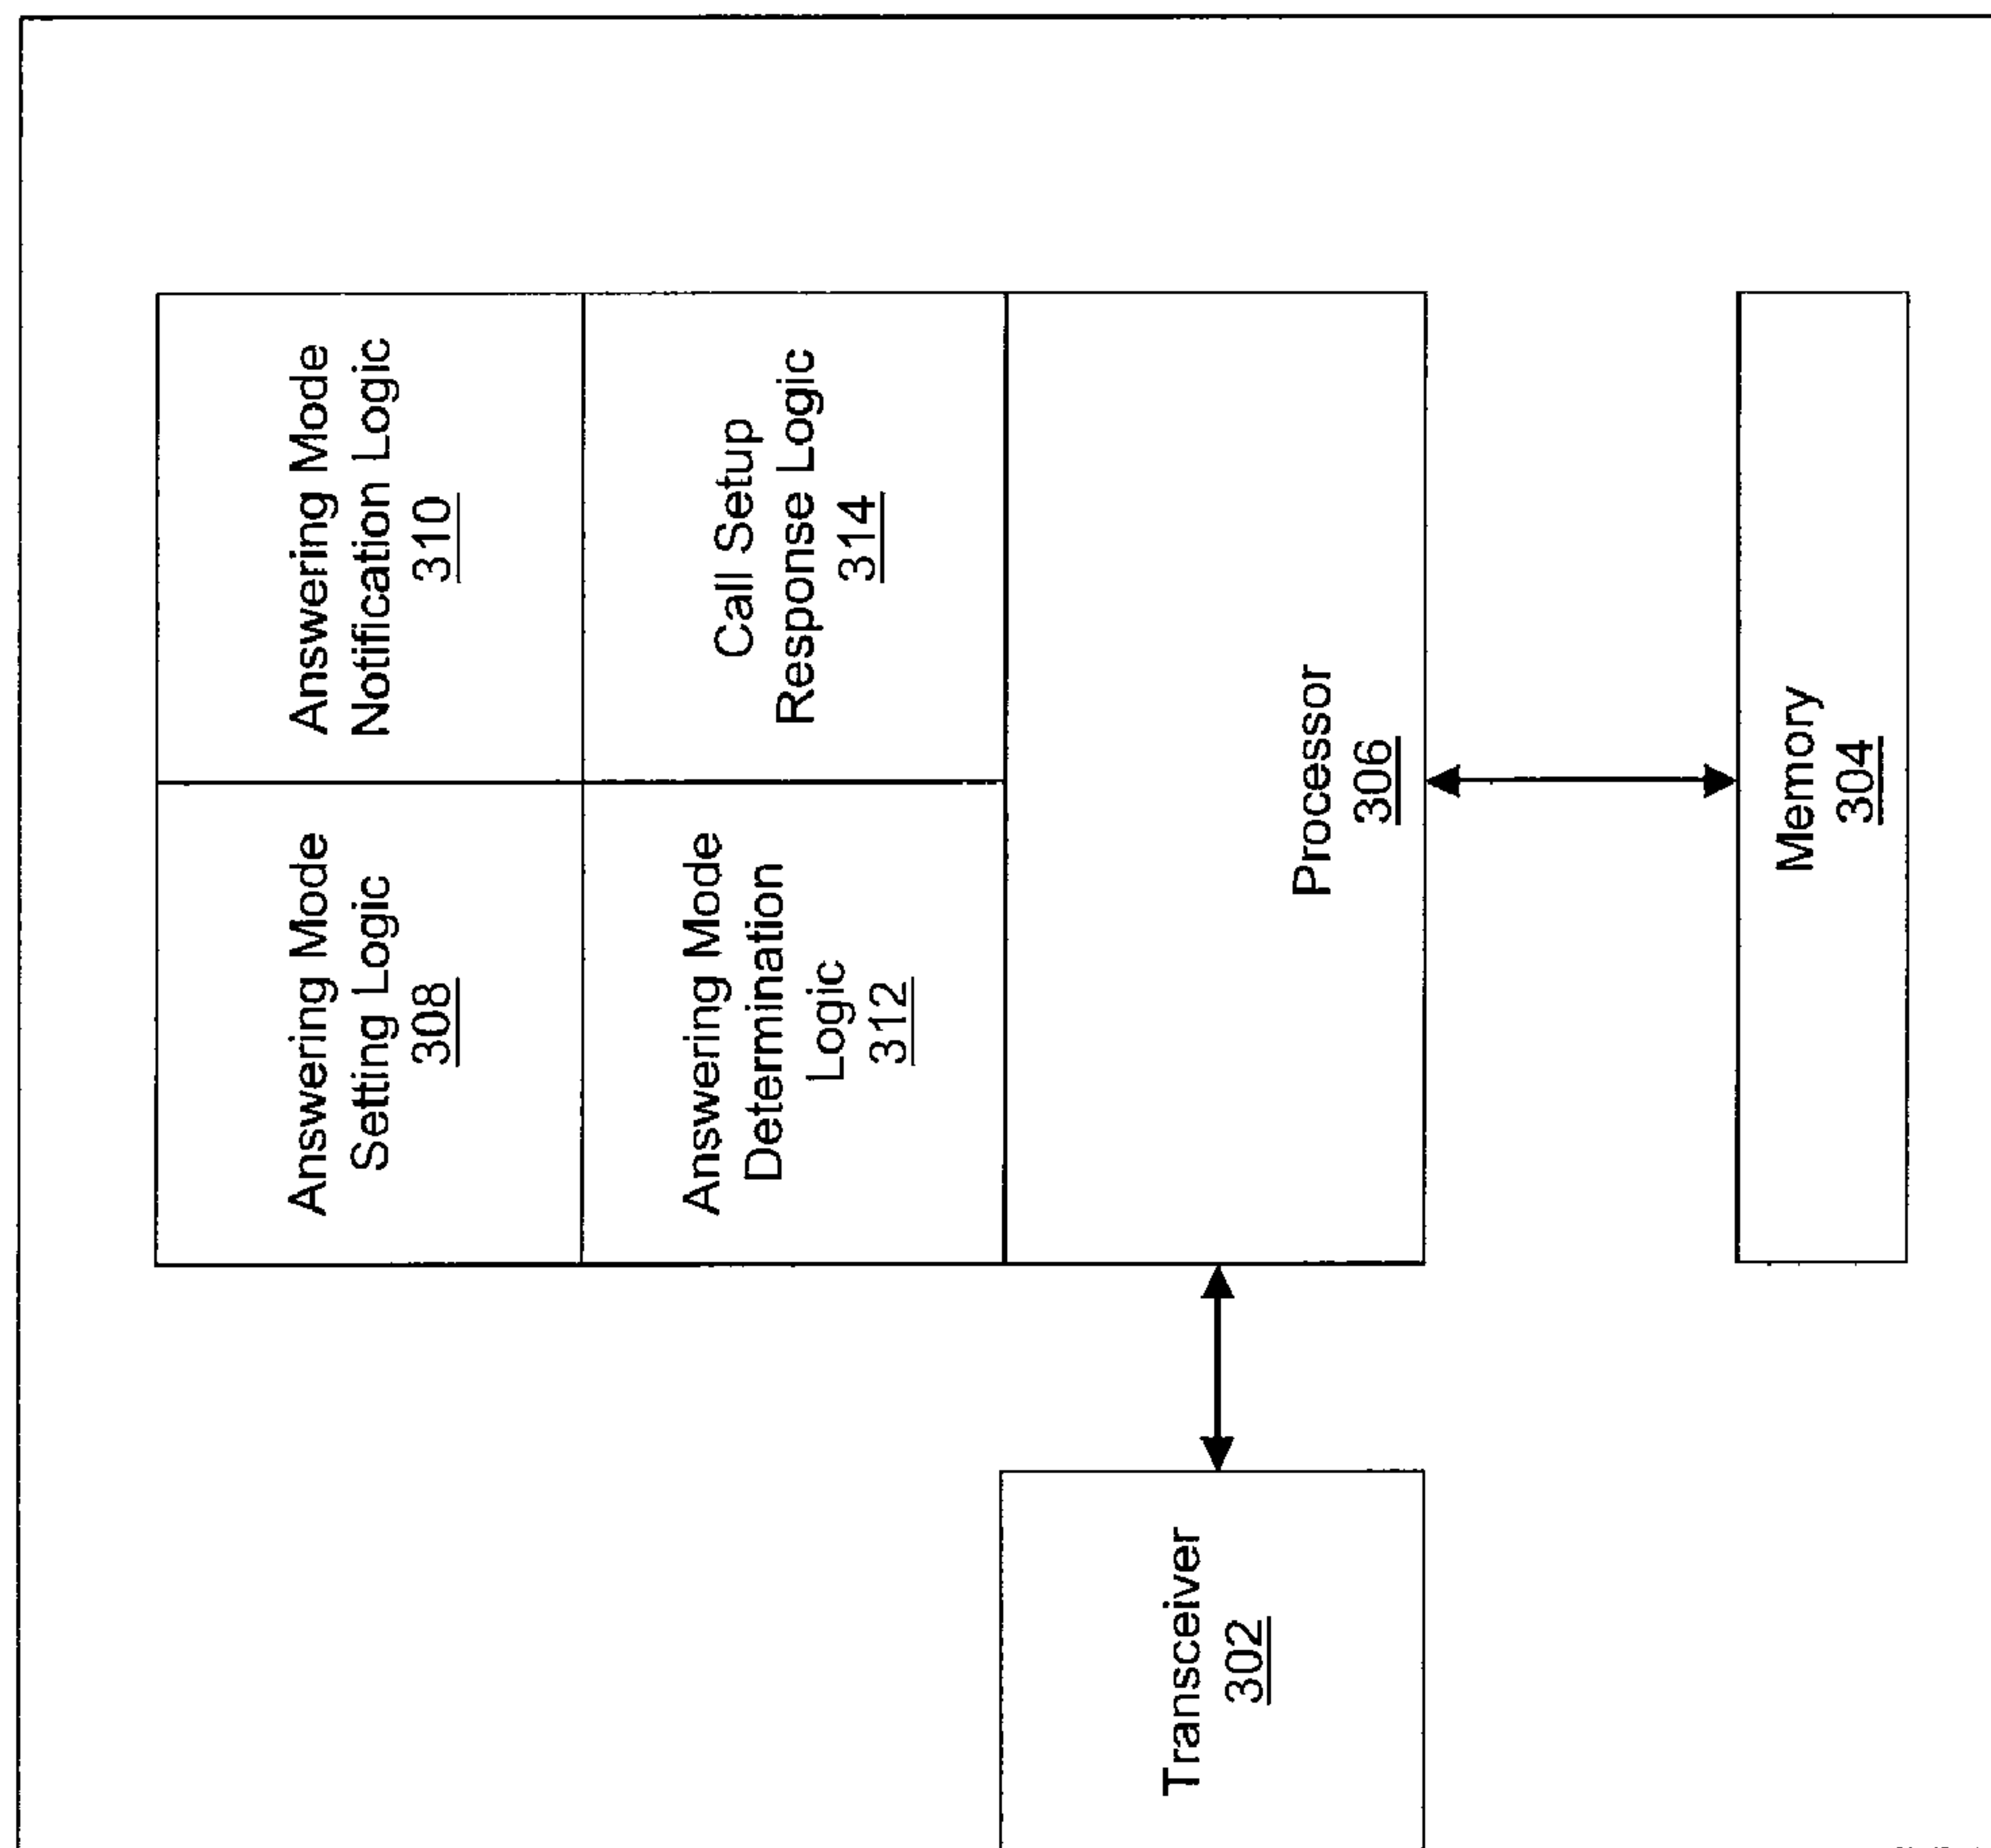 Answering Mode
Setting Logic
308
Answering Mode
Notification Logic
310
Answering Mode
Determination
Logic
312
Call Setup
Response Logic
314
Transceiver
302
Processor
306
Memory
304